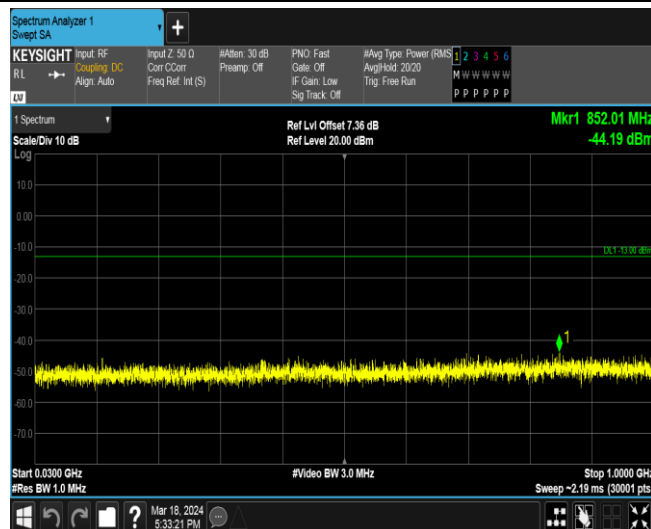 Spectrum Analyzer 1
Swept SA
+
KEYSIGHT
RL
LXI
Input: RF
Coupling: DC
Align: Auto
Input Z: 50 Ω
Corr CCorr
Freq Ref: Int (S)
#Atten: 30 dB
Preamp: Off
PNO: Fast
Gate: Off
IF Gain: Low
Sig Track: Off
#Avg Type: Power (RMS
Avg|Hold: 20/20
Trig: Free Run
1 2 3 4 5 6
M W W W W W
P P P P P P
1 Spectrum
Scale/Div 10 dB
Ref Lvl Offset 7.36 dB
Ref Level 20.00 dBm
Mkr1 852.01 MHz
-44.19 dBm
Log
10.0
0.00
-10.0
DL1 -13.00 dBm
-20.0
-30.0
-40.0
1
-50.0
-60.0
-70.0
Start 0.0300 GHz
#Video BW 3.0 MHz
Stop 1.0000 GHz
#Res BW 1.0 MHz
Sweep ~2.19 ms (30001 pts)
?
Mar 18, 2024
5:33:21 PM